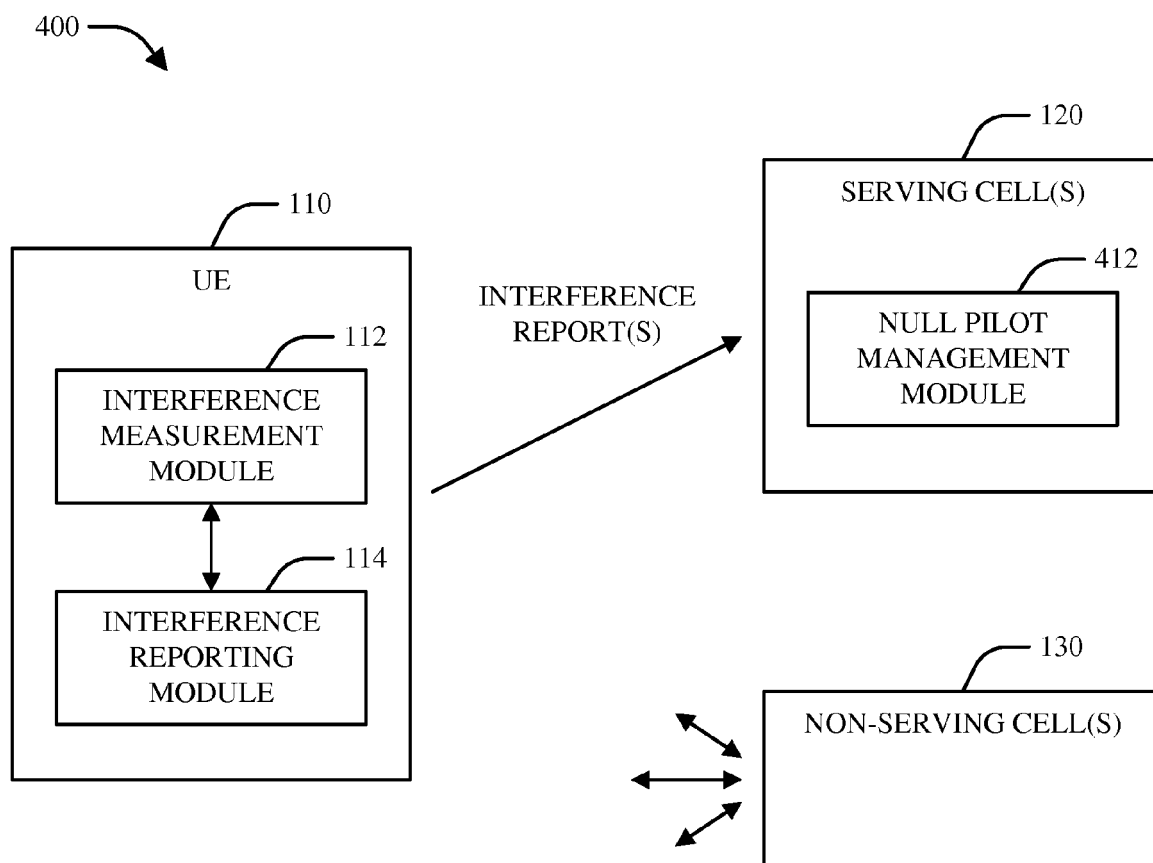 400
120
SERVING CELL(S)
110
UE
412
INTERFERENCE
REPORT(S)
NULL PILOT
MANAGEMENT
MODULE
112
INTERFERENCE
MEASUREMENT
MODULE
114
INTERFERENCE
REPORTING
MODULE
130
NON-SERVING CELL(S)